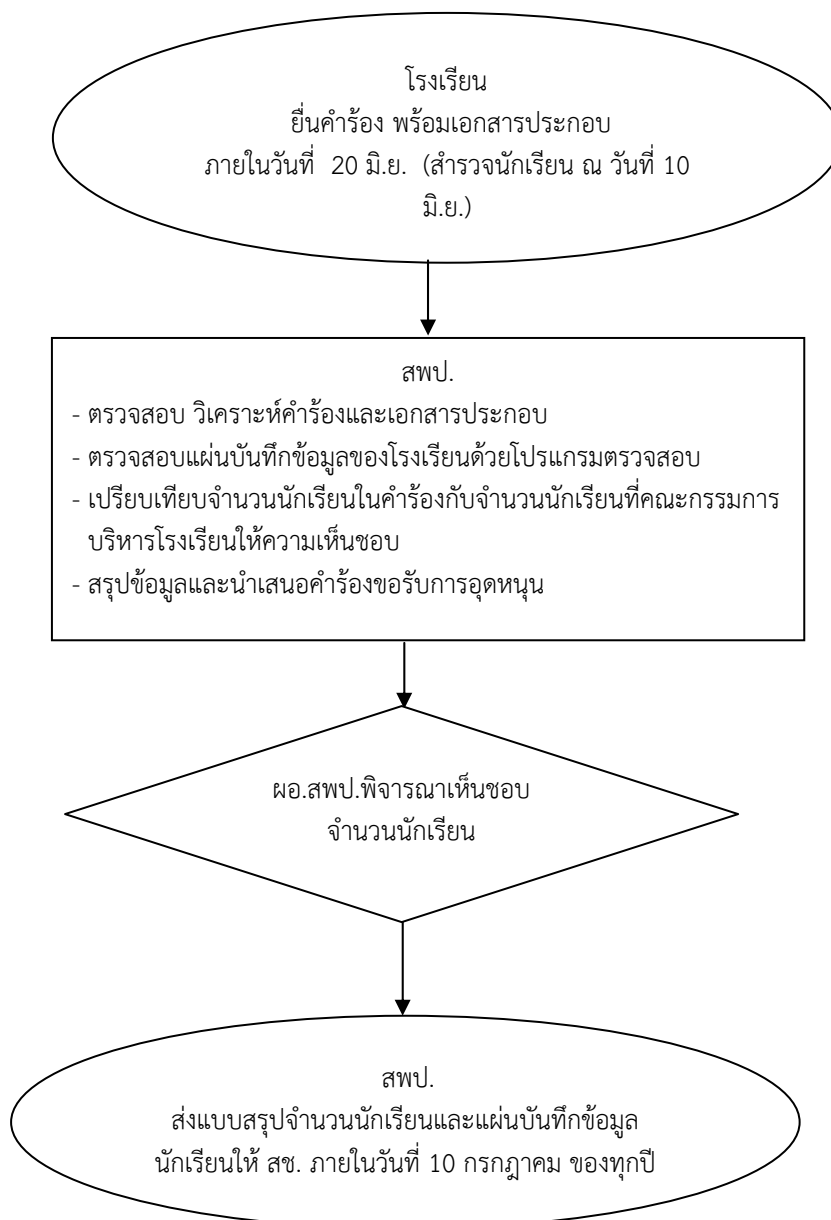 โรงเรียน
ยื่นคำร้อง พร้อมเอกสารประกอบ
ภายในวันที่ 20 มิ.ย. (สำรวจนักเรียน ณ วันที่ 10
มิ.ย.)
สพป.
- ตรวจสอบ วิเคราะห์คำร้องและเอกสารประกอบ
- ตรวจสอบแผ่นบันทึกข้อมูลของโรงเรียนด้วยโปรแกรมตรวจสอบ
- เปรียบเทียบจำนวนนักเรียนในคำร้องกับจำนวนนักเรียนที่คณะกรรมการ
บริหารโรงเรียนให้ความเห็นชอบ
- สรุปข้อมูลและนำเสนอคำร้องขอรับการอุดหนุน
ผอ.สพป.พิจารณาเห็นชอบ
จำนวนนักเรียน
สพป.
ส่งแบบสรุปจำนวนนักเรียนและแผ่นบันทึกข้อมูล
นักเรียนให้ สช. ภายในวันที่ 10 กรกฎาคม ของทุกปี